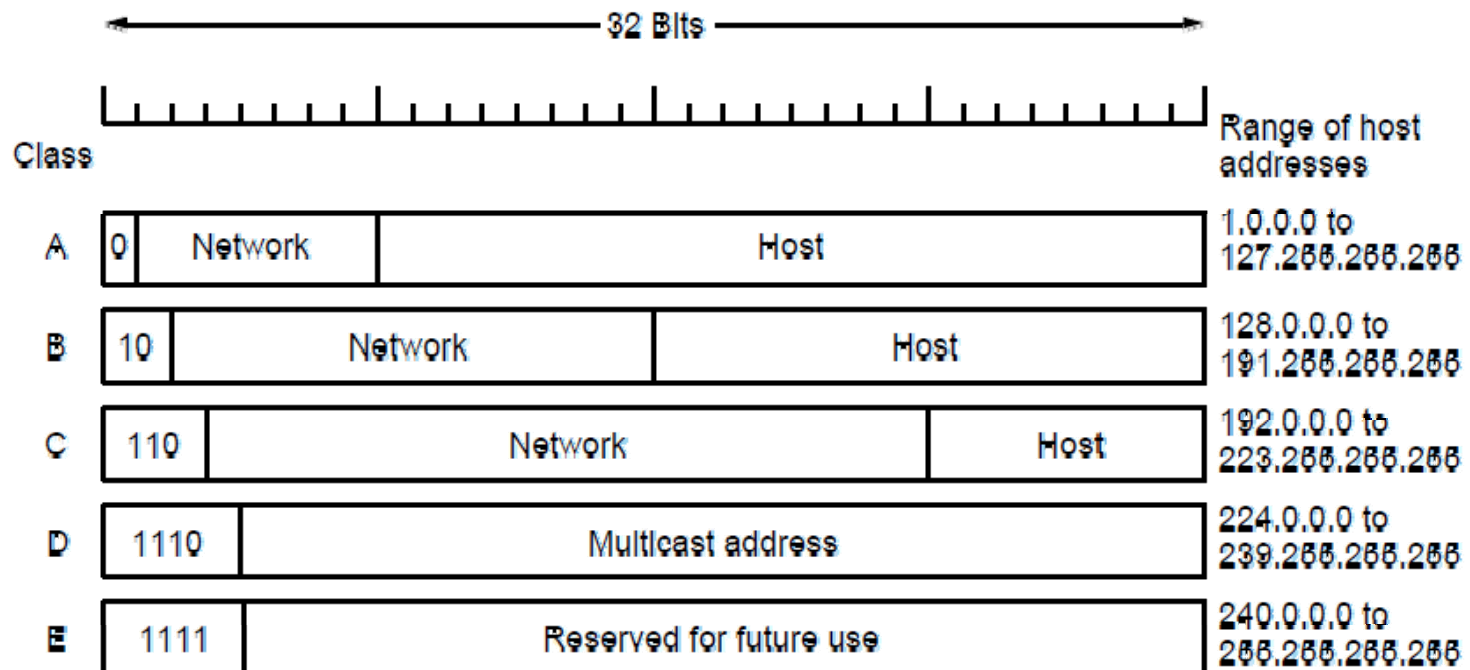 32 Bits
Range of host
addresses
Class
A
0
Network
Host
1.0.0.0 to
127.255.255.255
B
10
Network
Host
128.0.0.0 to
191.255.255.255
C
110
Network
Host
192.0.0.0 to
223.255.255.255
D
1110
Multicast address
224.0.0.0 to
239.255.255.255
E
1111
Reserved for future use
240.0.0.0 to
255.255.255.255